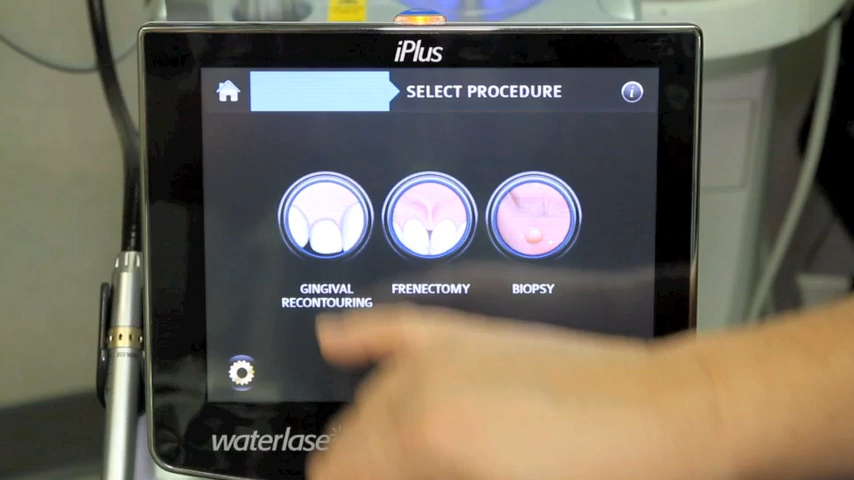 iPlus
SELECT PROCEDURE
i
GINGIVAL
RECONTOURING
FRENECTOMY
BIOPSY
waterlase